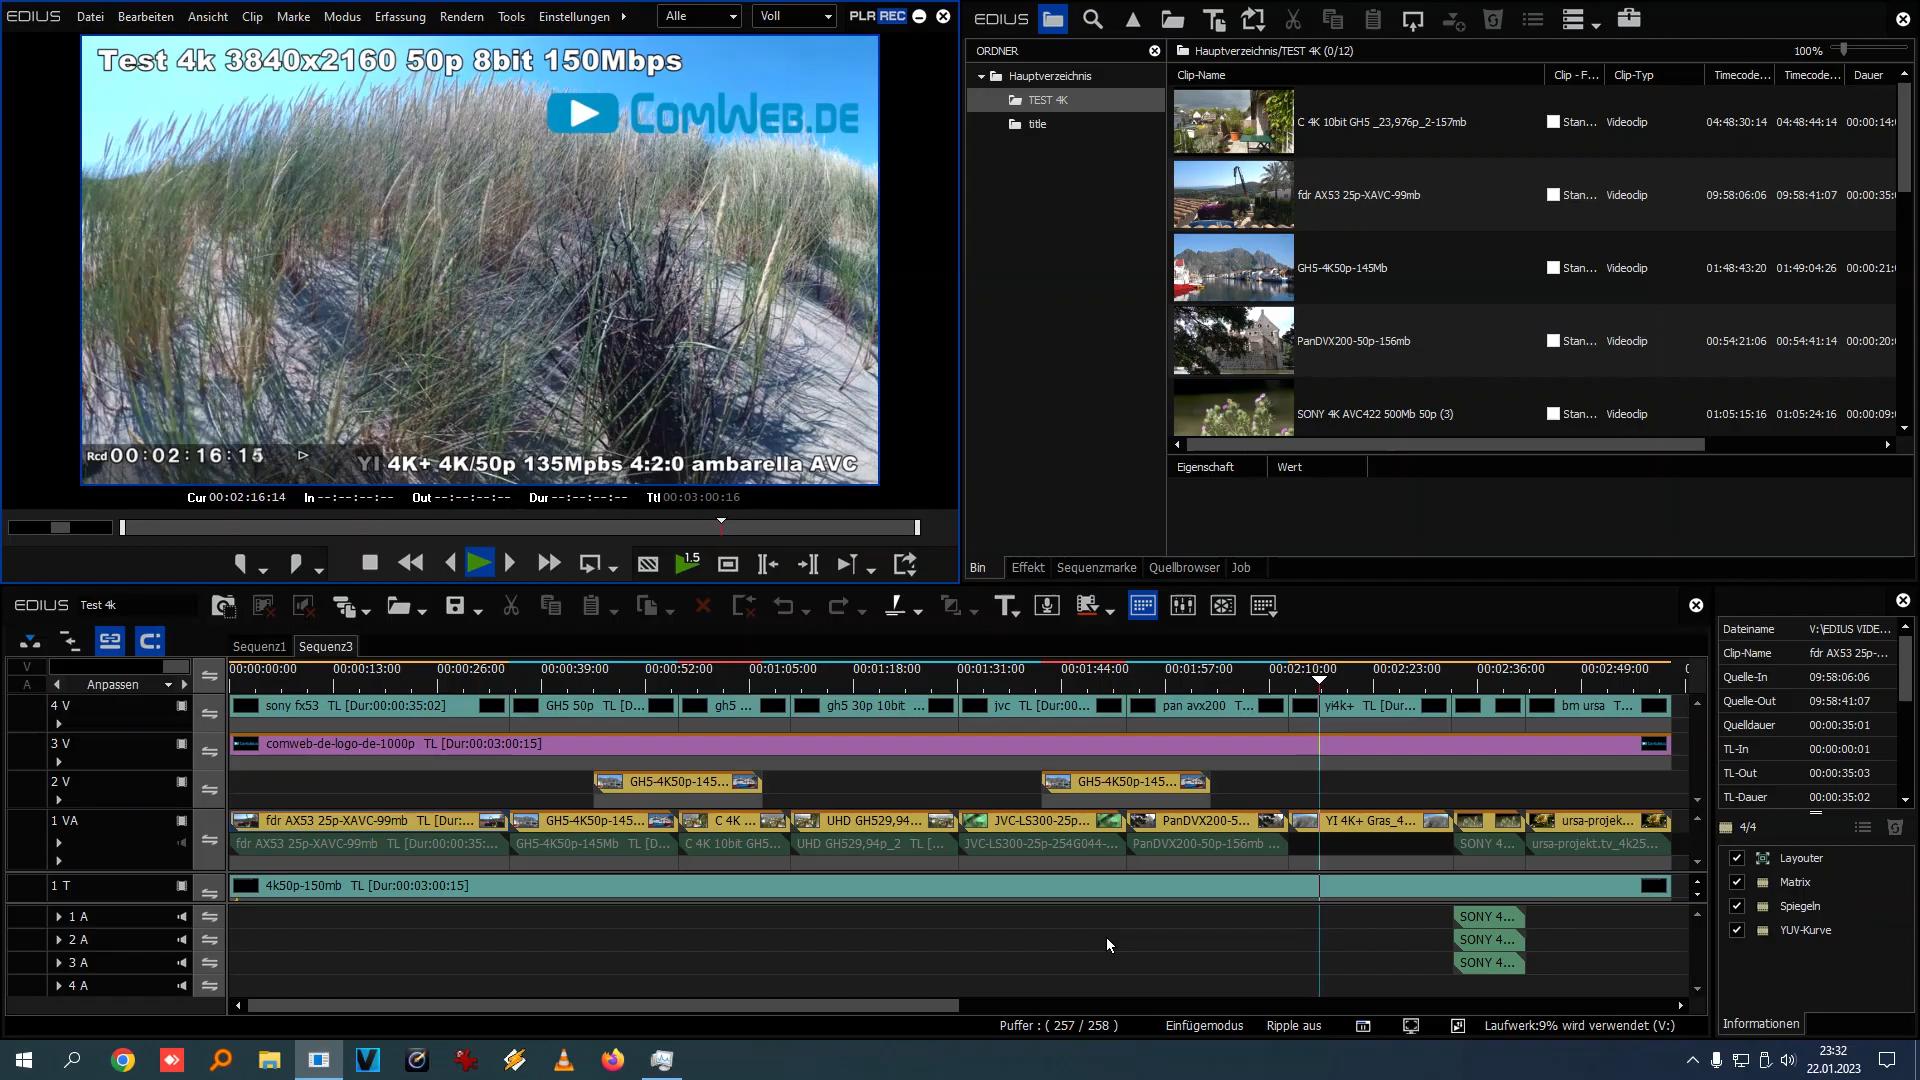 EDIUS Datei Bearbeiten Ansicht Clip Marke Modus Erfassung Rendern Tools Einstellungen Alle Voll PLR REC
Test 4k 3840x2160 50p 8bit 150Mbps
ComWeb.de
Rcd 00:02:16:15
YI 4K+ 4K/50p 135Mpbs 4:2:0 ambarella AVC
Cur 00:02:16:14 In --:--:--:-- Out --:--:--:-- Dur --:--:--:-- Ttl 00:03:00:16
1.5
EDIUS
ORDNER
Hauptverzeichnis
TEST 4K
title
Hauptverzeichnis/TEST 4K (0/12) 100%
Clip-Name Clip - F... Clip-Typ Timecode... Timecode... Dauer
C 4K 10bit GH5 _23,976p_2-157mb Stan... Videoclip 04:48:30:14 04:48:44:14 00:00:14:
fdr AX53 25p-XAVC-99mb Stan... Videoclip 09:58:06:06 09:58:41:07 00:00:35:
GH5-4K50p-145Mb Stan... Videoclip 01:48:43:20 01:49:04:26 00:00:21:
PanDVX200-50p-156mb Stan... Videoclip 00:54:21:06 00:54:41:14 00:00:20:
SONY 4K AVC422 500Mb 50p (3) Stan... Videoclip 01:05:15:16 01:05:24:16 00:00:09:
Eigenschaft Wert
Bin Effekt Sequenzmarke Quellbrowser Job
EDIUS Test 4k
Sequenz1 Sequenz3
V
A
Anpassen
00:00:00:00 00:00:13:00 00:00:26:00 00:00:39:00 00:00:52:00 00:01:05:00 00:01:18:00 00:01:31:00 00:01:44:00 00:01:57:00 00:02:10:00 00:02:23:00 00:02:36:00 00:02:49:00
4 V sony fx53 TL [Dur:00:00:35:02] GH5 50p TL [D... gh5 ... gh5 30p 10bit ... jvc TL [Dur:00... pan avx200 T... yi4k+ TL [Dur:... bm ursa T...
3 V comweb-de-logo-de-1000p TL [Dur:00:03:00:15]
2 V GH5-4K50p-145... GH5-4K50p-145...
1 VA fdr AX53 25p-XAVC-99mb TL [Dur:... GH5-4K50p-145... C 4K ... UHD GH529,94... JVC-LS300-25p... PanDVX200-5... YI 4K+ Gras_4... ursa-projek...
fdr AX53 25p-XAVC-99mb TL [Dur:00:00:35:... GH5-4K50p-145Mb TL [D... C 4K 10bit GH5... UHD GH529,94p_2 TL [... JVC-LS300-25p-254G044-... PanDVX200-50p-156mb TL ... SONY 4... ursa-projekt.tv_4k25...
1 T 4k50p-150mb TL [Dur:00:03:00:15]
1 A SONY 4...
2 A SONY 4...
3 A SONY 4...
4 A
Puffer : ( 257 / 258 ) Einfügemodus Ripple aus Laufwerk:9% wird verwendet (V:)
Dateiname V:\EDIUS VIDE...
Clip-Name fdr AX53 25p-...
Quelle-In 09:58:06:06
Quelle-Out 09:58:41:07
Quelldauer 00:00:35:01
TL-In 00:00:00:01
TL-Out 00:00:35:03
TL-Dauer 00:00:35:02
4/4
Layouter
Matrix
Spiegeln
YUV-Kurve
Informationen
23:32
22.01.2023